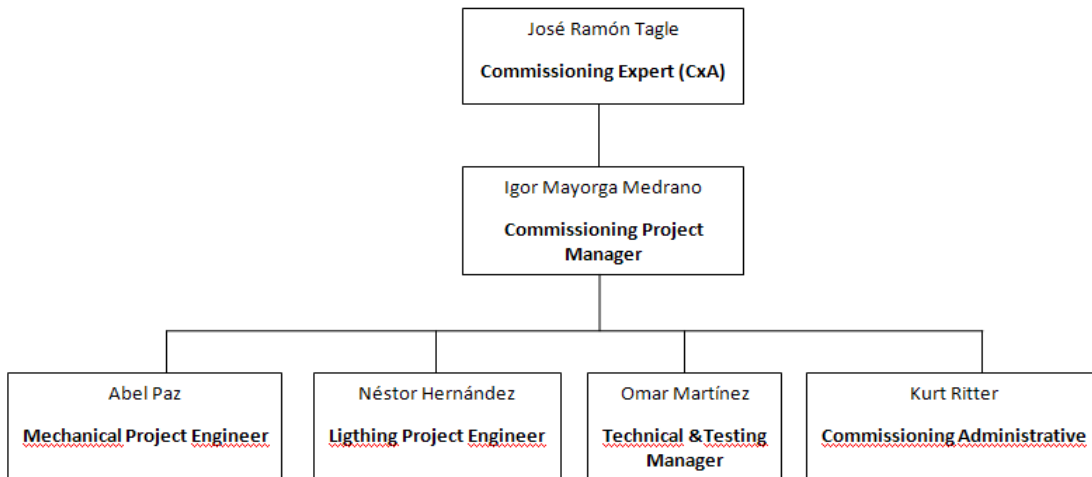 José Ramón Tagle
Commissioning Expert (CxA)
Igor Mayorga Medrano
Commissioning Project
Manager
Abel Paz
Mechanical Project Engineer
Néstor Hernández
Ligthing Project Engineer
Omar Martínez
Technical &Testing
Manager
Kurt Ritter
Commissioning Administrative